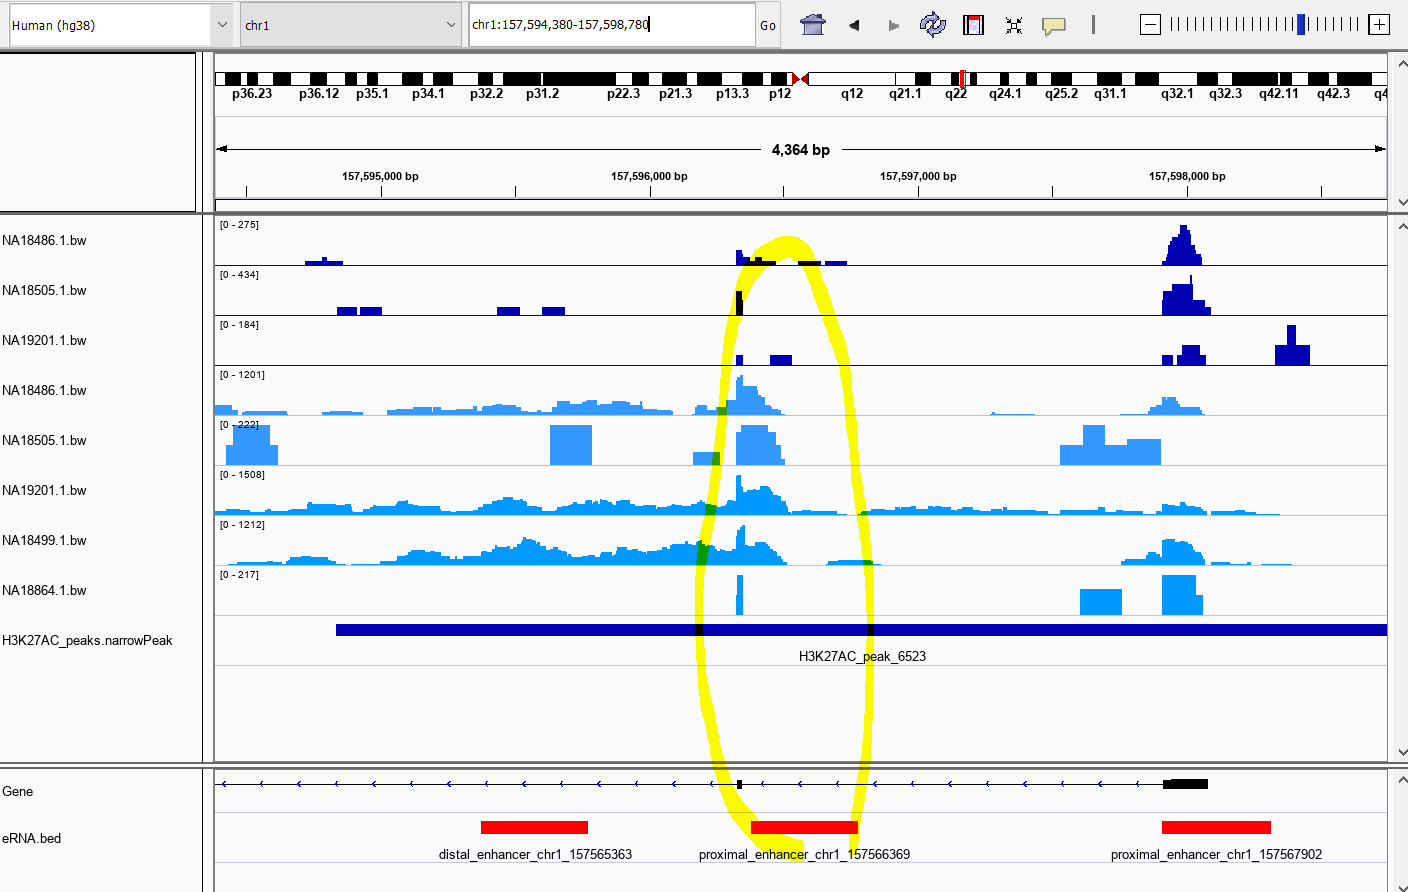 Human (hg38) chr1 chr1:157,594,380-157,598,780 Go
p36.23 p36.12 p35.1 p34.1 p32.2 p31.2 p22.3 p21.3 p13.3 p12 q12 q21.1 q22 q24.1 q25.2 q31.1 q32.1 q32.3 q42.11 q42.3 q4
4,364 bp
157,595,000 bp 157,596,000 bp 157,597,000 bp 157,598,000 bp
NA18486.1.bw [0 - 275]
NA18505.1.bw [0 - 434]
NA19201.1.bw [0 - 184]
NA18486.1.bw [0 - 1201]
NA18505.1.bw [0 - 222]
NA19201.1.bw [0 - 1508]
NA18499.1.bw [0 - 1212]
NA18864.1.bw [0 - 217]
H3K27AC_peaks.narrowPeak
H3K27AC_peak_6523
Gene
eRNA.bed
distal_enhancer_chr1_157565363 proximal_enhancer_chr1_157566369 proximal_enhancer_chr1_157567902